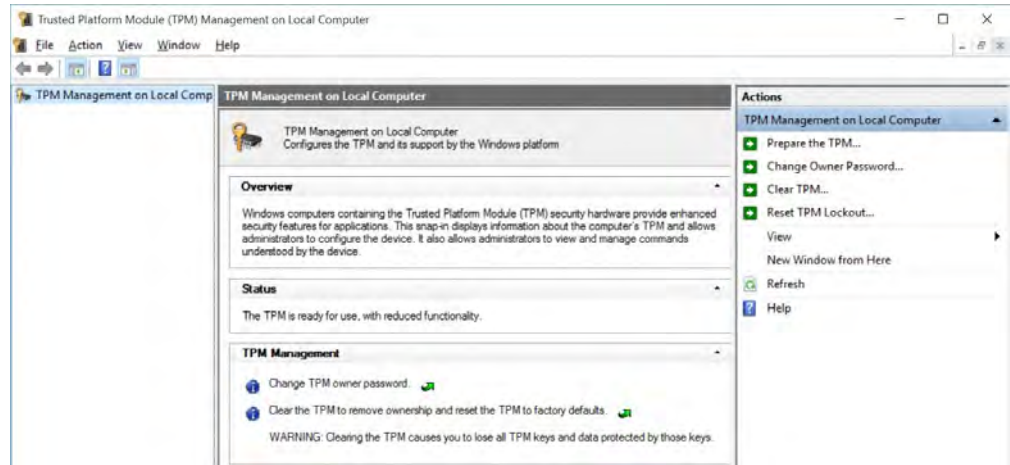 Trusted Platform Module (TPM) Management on Local Computer
File Action View Window Help
TPM Management on Local Comp
TPM Management on Local Computer
TPM Management on Local Computer
Configures the TPM and its support by the Windows platform
Overview
Windows computers containing the Trusted Platform Module (TPM) security hardware provide enhanced
security features for applications. This snap-in displays information about the computer's TPM and allows
administrators to configure the device. It also allows administrators to view and manage commands
understood by the device.
Status
The TPM is ready for use, with reduced functionality.
TPM Management
Change TPM owner password.
Clear the TPM to remove ownership and reset the TPM to factory defaults.
WARNING: Clearing the TPM causes you to lose all TPM keys and data protected by those keys.
Actions
TPM Management on Local Computer
Prepare the TPM...
Change Owner Password...
Clear TPM...
Reset TPM Lockout...
View
New Window from Here
Refresh
Help